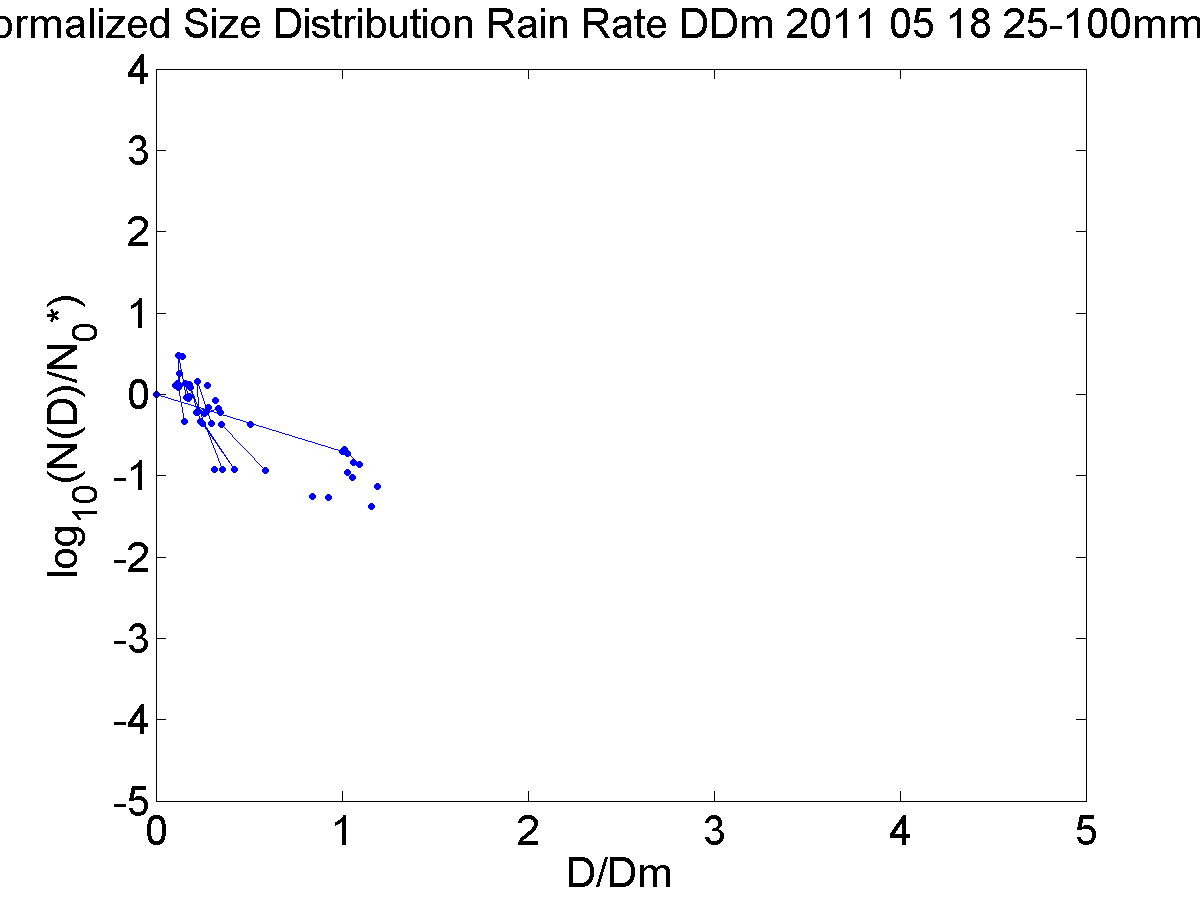 ormalized Size Distribution Rain Rate DDm 2011 05 18 25-100mm
4
3
2
1
0
-1
-2
-3
-4
-5
log10(N(D)/N0*)
0 1 2 3 4 5
D/Dm